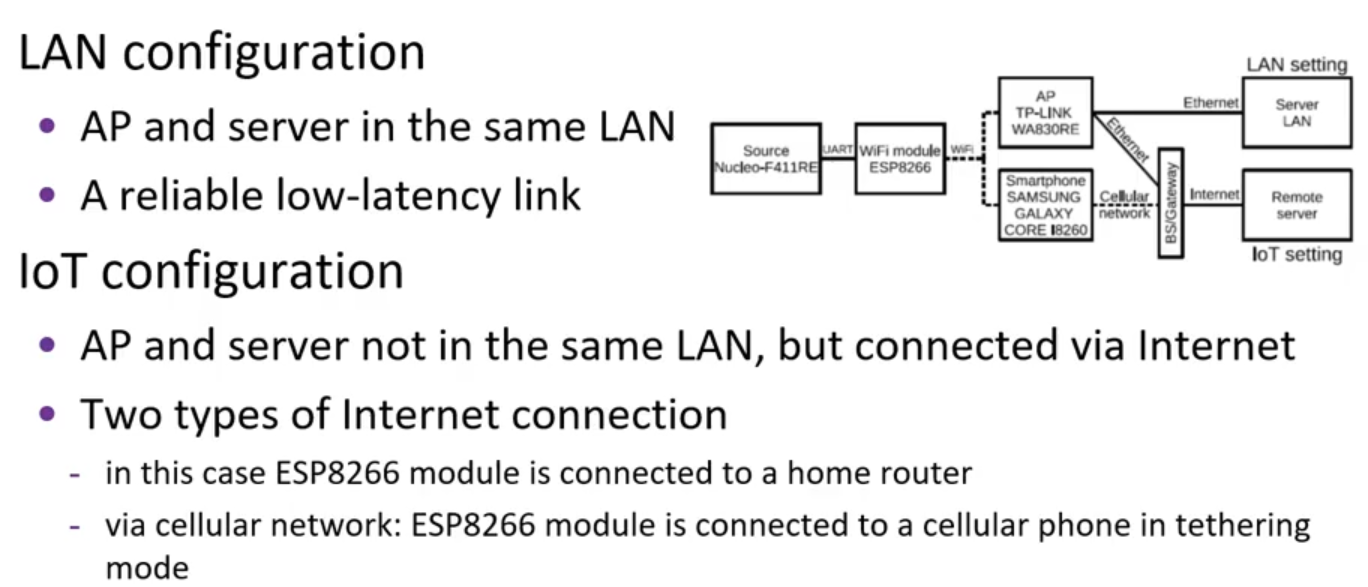 LAN configuration
• AP and server in the same LAN
• A reliable low-latency link
LAN setting
AP
TP-LINK
WA830RE
Ethernet
Server
LAN
Ethernet
Source
Nucleo-F411RE
UART
WiFi module
ESP8266
WiFi
Smartphone
SAMSUNG
GALAXY
CORE I8260
Cellular
network
BS/Gateway
Internet
Remote
server
IoT setting
IoT configuration
• AP and server not in the same LAN, but connected via Internet
• Two types of Internet connection
- in this case ESP8266 module is connected to a home router
- via cellular network: ESP8266 module is connected to a cellular phone in tethering
mode